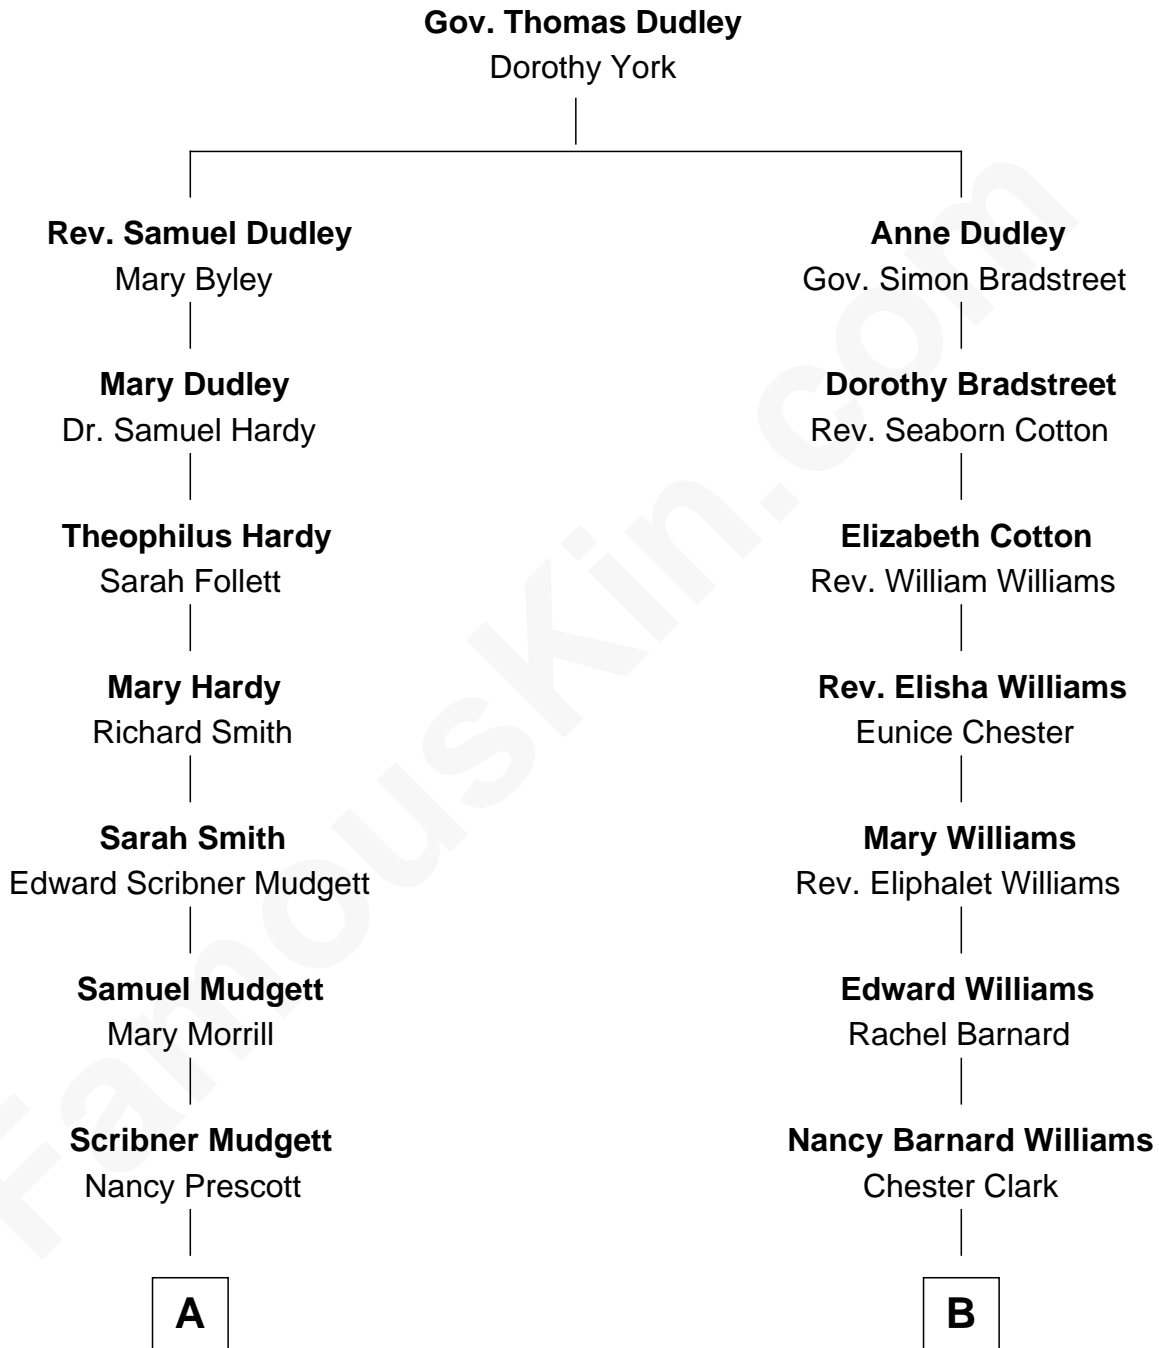 Gov. Thomas Dudley
Dorothy York
Rev. Samuel Dudley
Mary Byley
Mary Dudley
Dr. Samuel Hardy
Theophilus Hardy
Sarah Follett
Mary Hardy
Richard Smith
Sarah Smith
Edward Scribner Mudgett
Samuel Mudgett
Mary Morrill
Scribner Mudgett
Nancy Prescott
A
Anne Dudley
Gov. Simon Bradstreet
Dorothy Bradstreet
Rev. Seaborn Cotton
Elizabeth Cotton
Rev. William Williams
Rev. Elisha Williams
Eunice Chester
Mary Williams
Rev. Eliphalet Williams
Edward Williams
Rachel Barnard
Nancy Barnard Williams
Chester Clark
B
FamousKin.com